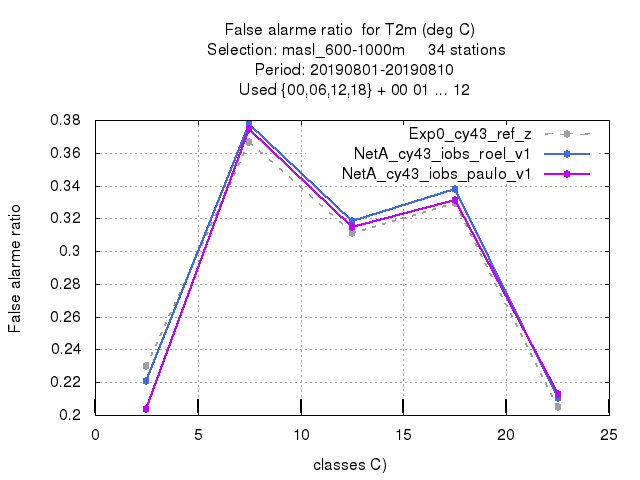 False alarme ratio  for T2m (deg C)
Selection: masl_600-1000m     34 stations
Period: 20190801-20190810
Used {00,06,12,18} + 00 01 ... 12
Exp0_cy43_ref_z
NetA_cy43_iobs_roel_v1
NetA_cy43_iobs_paulo_v1
False alarme ratio
0.38
0.36
0.34
0.32
0.3
0.28
0.26
0.24
0.22
0.2
0 5 10 15 20 25
classes C)